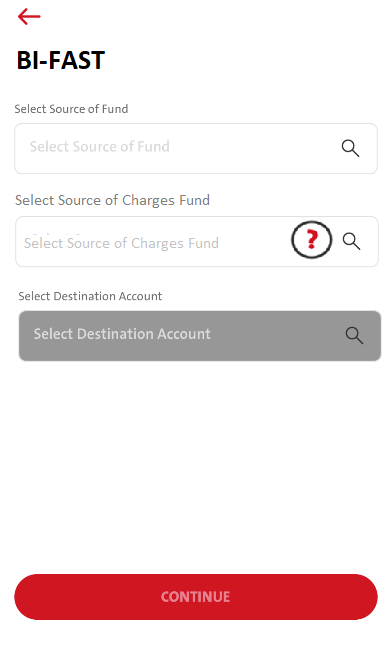 BI-FAST
Select Source of Fund
Select Source of Fund
Select Source of Charges Fund
Select Source of Charges Fund
?
Select Destination Account
Select Destination Account
CONTINUE